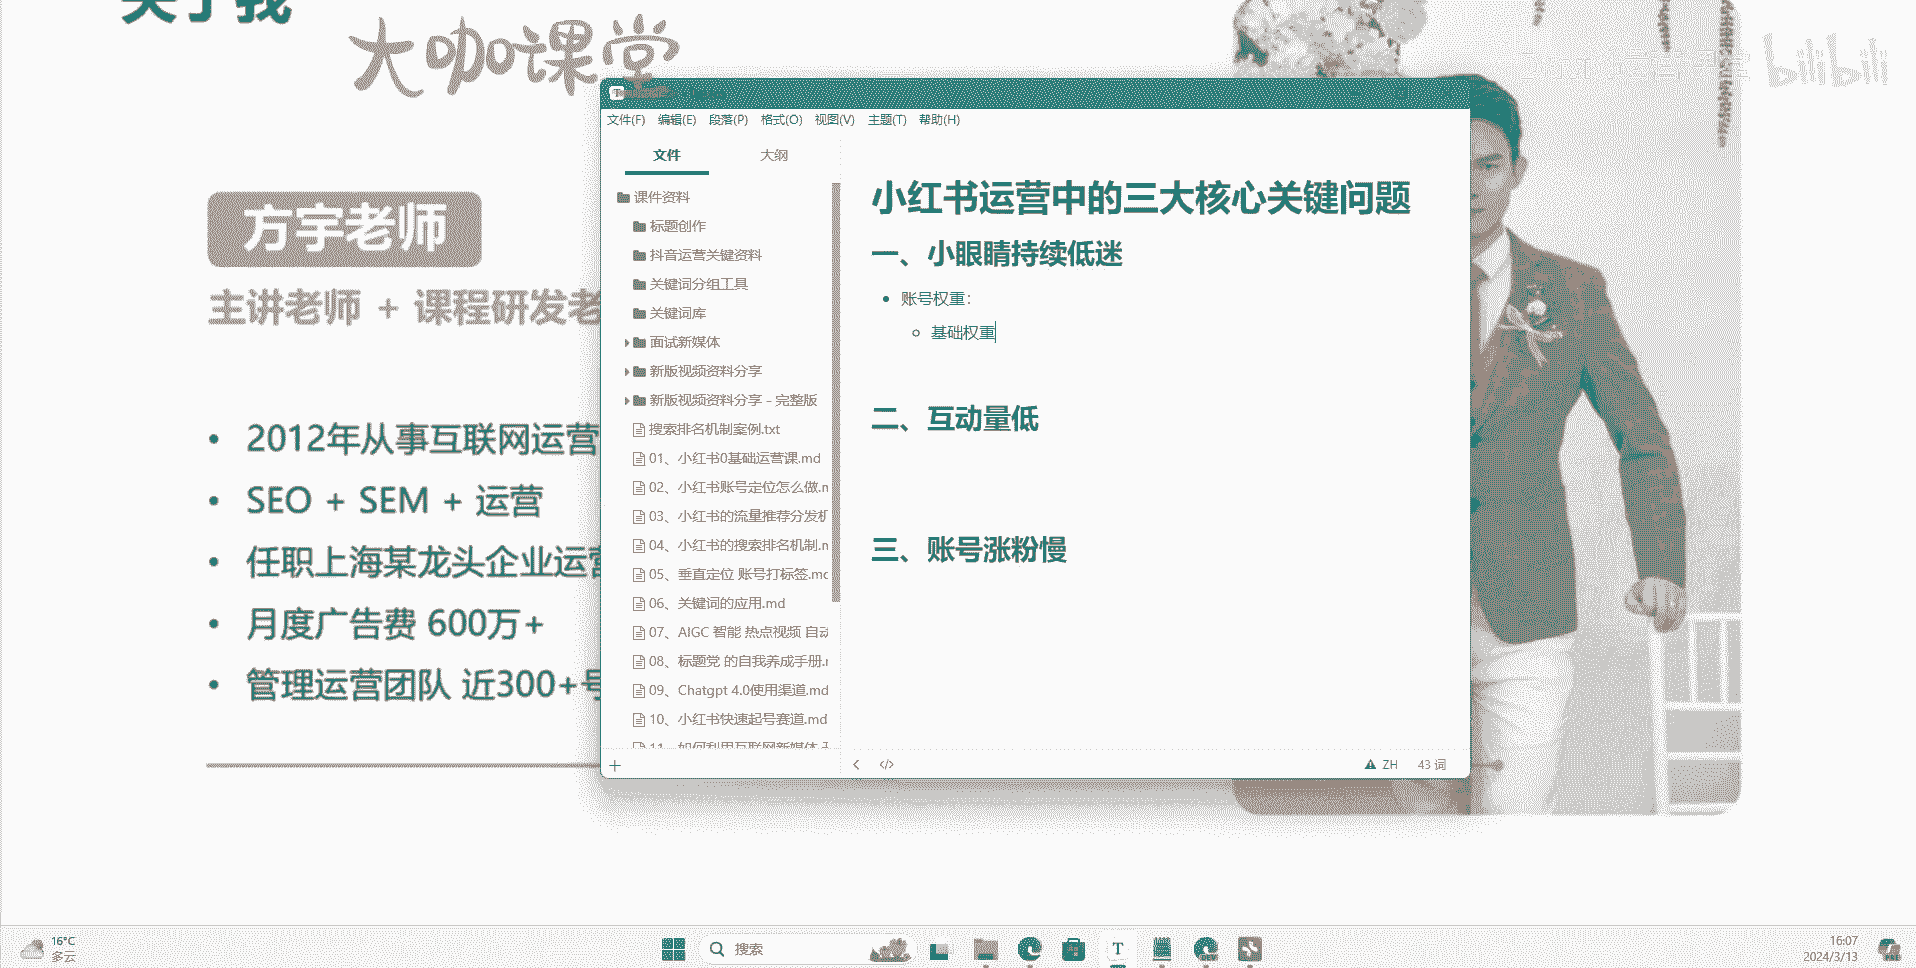 关于我
大咖课堂
bilibili
方宇老师
主讲老师 + 课程研发老
2012年从事互联网运营
SEO + SEM + 运营
任职上海某龙头企业运营
月度广告费 600万+
管理运营团队 近300+号
文件(F) 编辑(E) 段落(P) 格式(O) 视图(V) 主题(T) 帮助(H)
文件 大纲
课件资料
标题创作
抖音运营关键资料
关键词分组工具
关键词库
面试新媒体
新版视频资料分享
新版视频资料分享 - 完整版
搜索排名机制案例.txt
01、小红书0基础运营课.md
02、小红书账号定位怎么做.m
03、小红书的流量推荐分发机
04、小红书的搜索排名机制.m
05、垂直定位 账号打标签.md
06、关键词的应用.md
07、AIGC 智能 热点视频 自动
08、标题党 的自我养成手册.m
09、Chatgpt 4.0使用渠道.md
10、小红书快速起号赛道.md
11、如何利用互联网新媒体
小红书运营中的三大核心关键问题
一、小眼睛持续低迷
账号权重：
基础权重
二、互动量低
三、账号涨粉慢
ZH 43 词
16°C
多云
搜索
16:07
2024/3/13